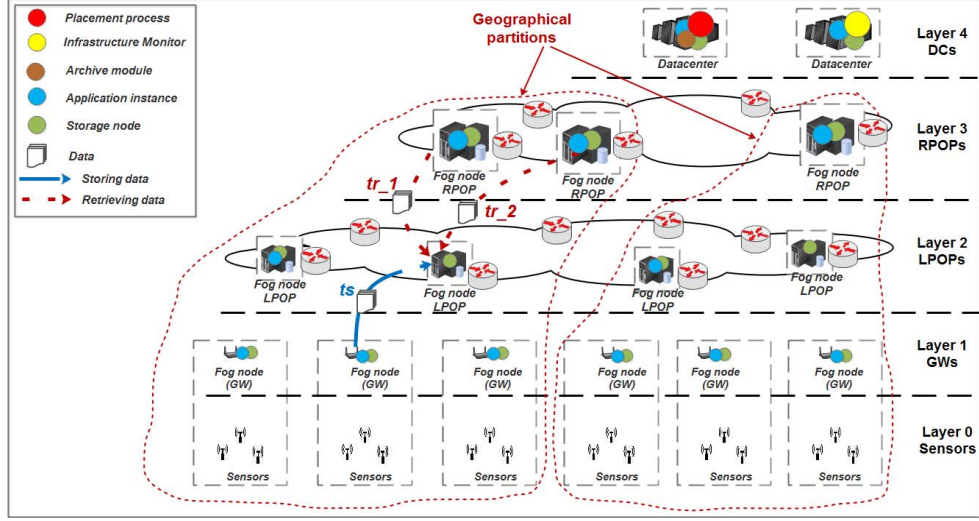 Placement process
Infrastructure Monitor
Archive module
Application instance
Storage node
Data
Storing data
Retrieving data
Geographical
partitions
Datacenter
Datacenter
Layer 4
DCs
Fog node
RPOP
Fog node
RPOP
Fog node
RPOP
Layer 3
RPOPs
tr_1
tr_2
Fog node
LPOP
Fog node
LPOP
Fog node
LPOP
Fog node
LPOP
Layer 2
LPOPs
ts
Fog node
(GW)
Fog node
(GW)
Fog node
(GW)
Fog node
(GW)
Fog node
(GW)
Fog node
(GW)
Layer 1
GWs
Sensors
Sensors
Sensors
Sensors
Sensors
Sensors
Layer 0
Sensors